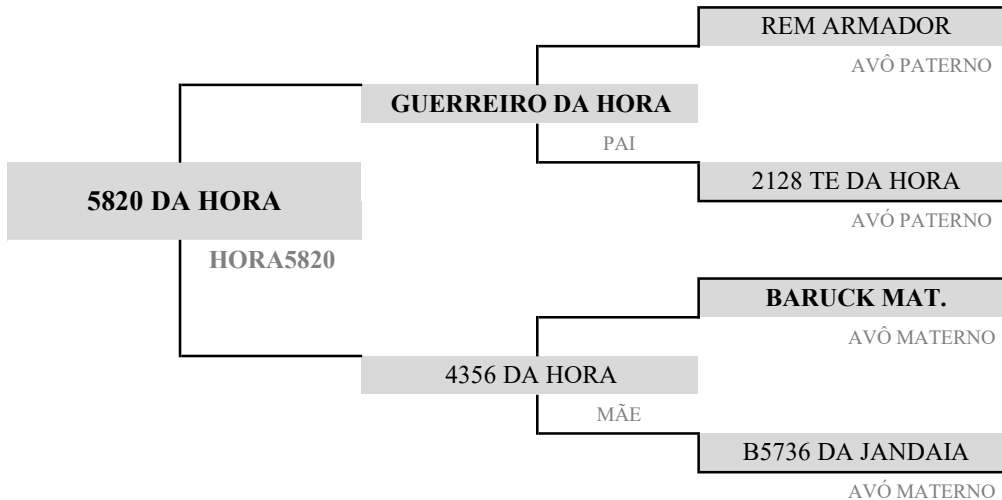 REM ARMADOR
AVÔ PATERNO
GUERREIRO DA HORA
PAI
2128 TE DA HORA
AVÓ PATERNO
5820 DA HORA
HORA5820
BARUCK MAT.
AVÔ MATERNO
4356 DA HORA
MÃE
B5736 DA JANDAIA
AVÓ MATERNO